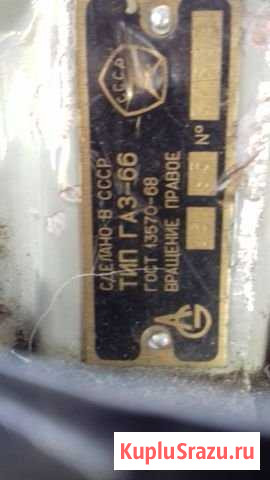 СССР
СДЕЛАНО В СССР
ТИП ГАЗ-66
ГОСТ 13570-68
ВРАЩЕНИЕ ПРАВОЕ
№
KupluSrazu.ru